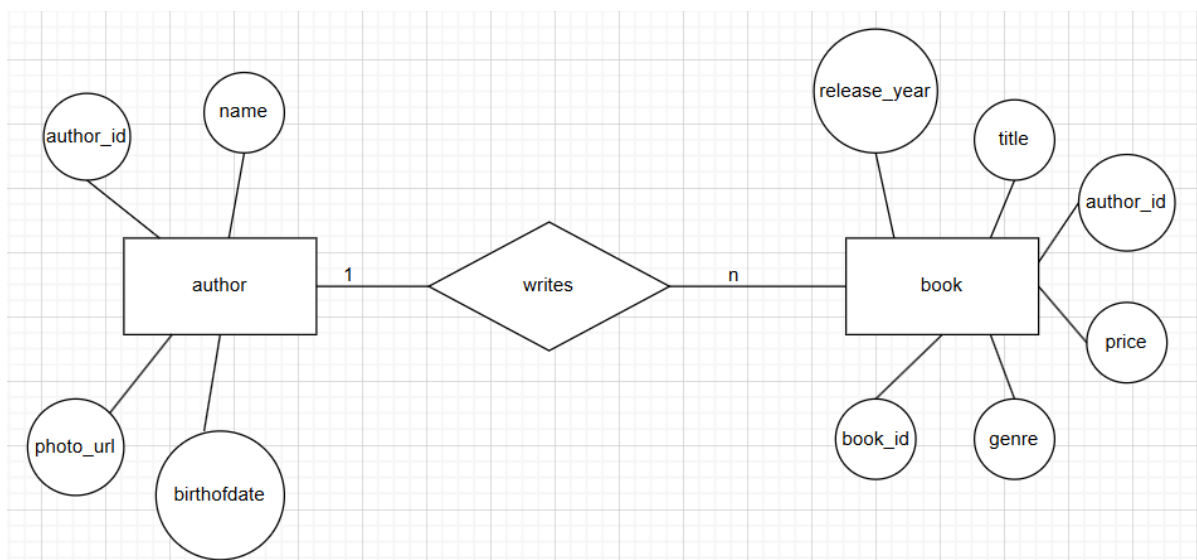 release_year
name
author_id
title
author_id
author
1
writes
n
book
price
photo_url
book_id
genre
birthofdate